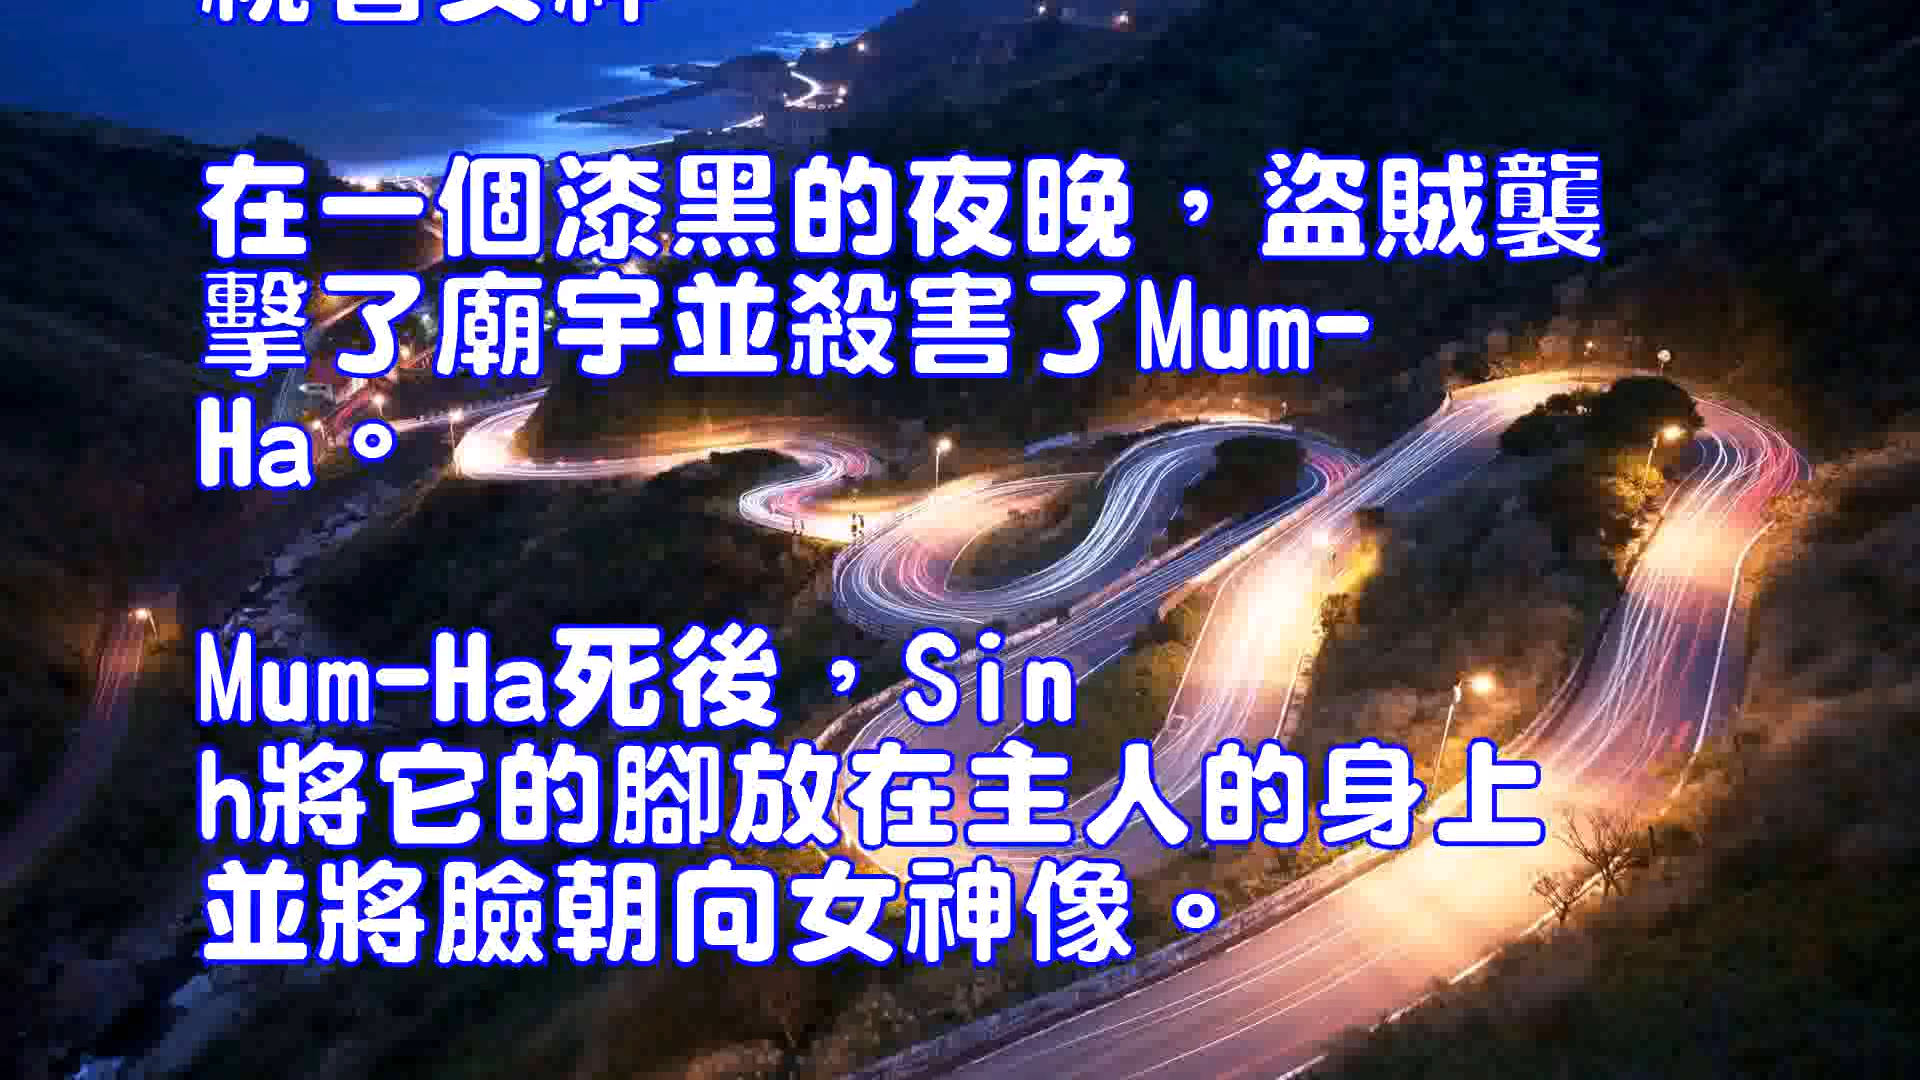 在一個漆黑的夜晚，盜賊襲
擊了廟宇並殺害了Mum-
Ha。
Mum-Ha死後，Sin
h將它的腳放在主人的身上
並將臉朝向女神像。